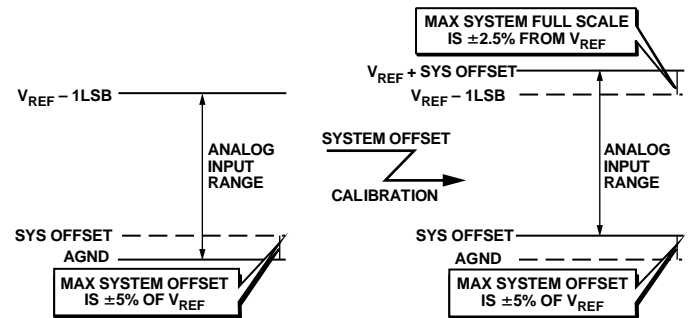 MAX SYSTEM FULL SCALE
IS ±2.5% FROM VREF
VREF – 1LSB
ANALOG
INPUT
RANGE
SYS OFFSET
AGND
MAX SYSTEM OFFSET
IS ±5% OF VREF
SYSTEM OFFSET
CALIBRATION
VREF + SYS OFFSET
VREF – 1LSB
ANALOG
INPUT
RANGE
SYS OFFSET
AGND
MAX SYSTEM OFFSET
IS ±5% OF VREF